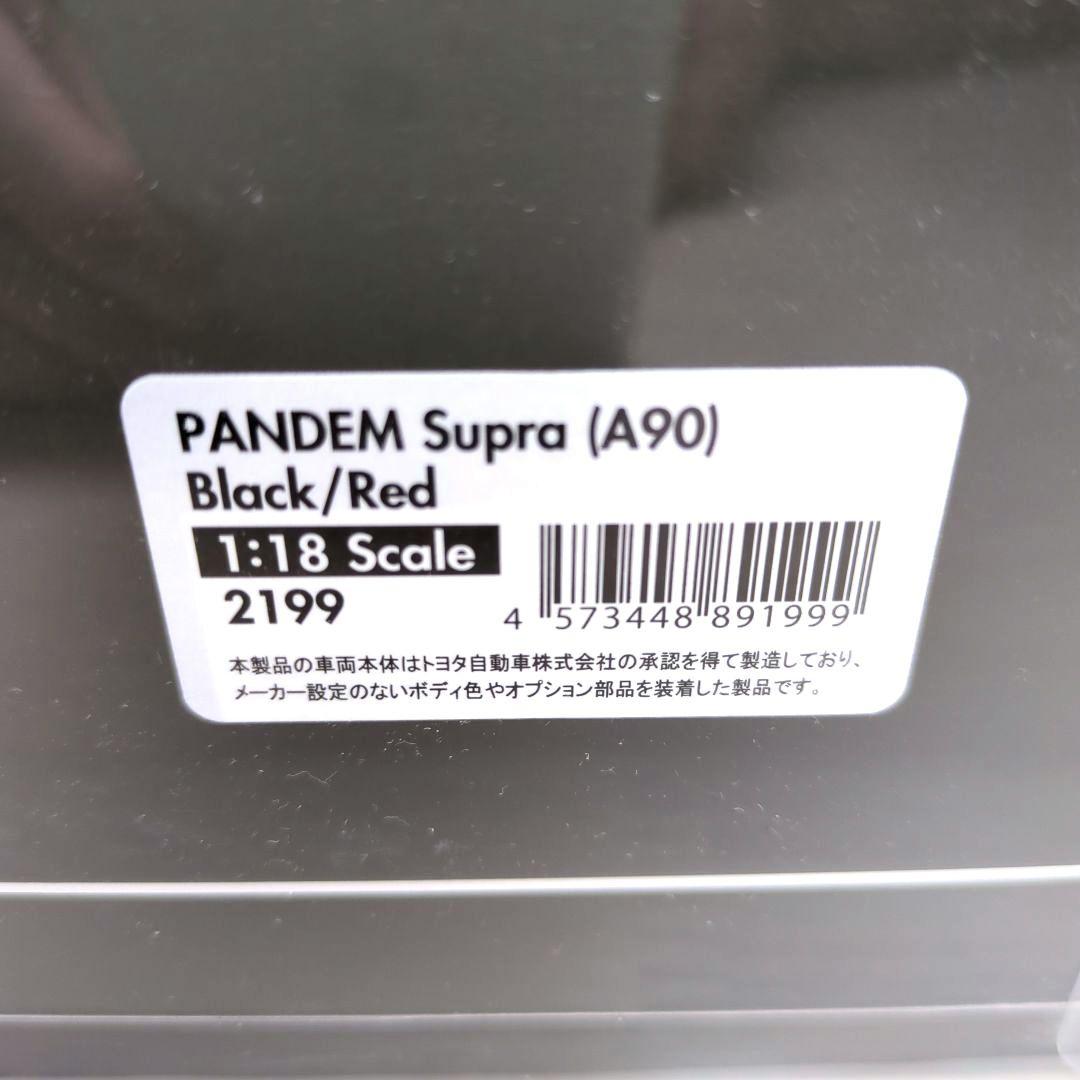 PANDEM Supra (A90)
Black/Red
1:18 Scale
2199
4 573448 891999
本製品の車両本体はトヨタ自動車株式会社の承認を得て製造しており、
メーカー設定のないボディ色やオプション部品を装着した製品です。